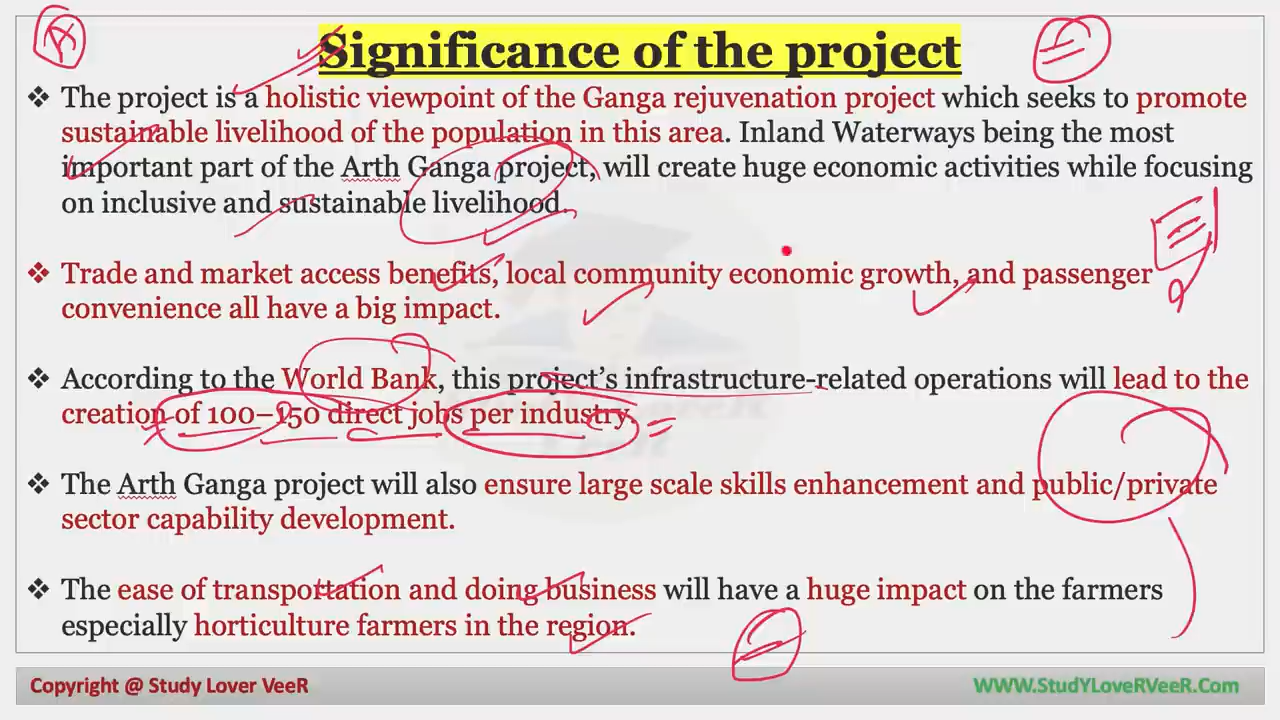 Significance of the project
❖ The project is a holistic viewpoint of the Ganga rejuvenation project which seeks to promote
sustainable livelihood of the population in this area. Inland Waterways being the most
important part of the Arth Ganga project, will create huge economic activities while focusing
on inclusive and sustainable livelihood.
❖ Trade and market access benefits, local community economic growth, and passenger
convenience all have a big impact.
❖ According to the World Bank, this project's infrastructure-related operations will lead to the
creation of 100–150 direct jobs per industry.
❖ The Arth Ganga project will also ensure large scale skills enhancement and public/private
sector capability development.
❖ The ease of transportation and doing business will have a huge impact on the farmers
especially horticulture farmers in the region.
Copyright @ Study Lover VeeR
WWW.StuDYLoveRVeeR.Com